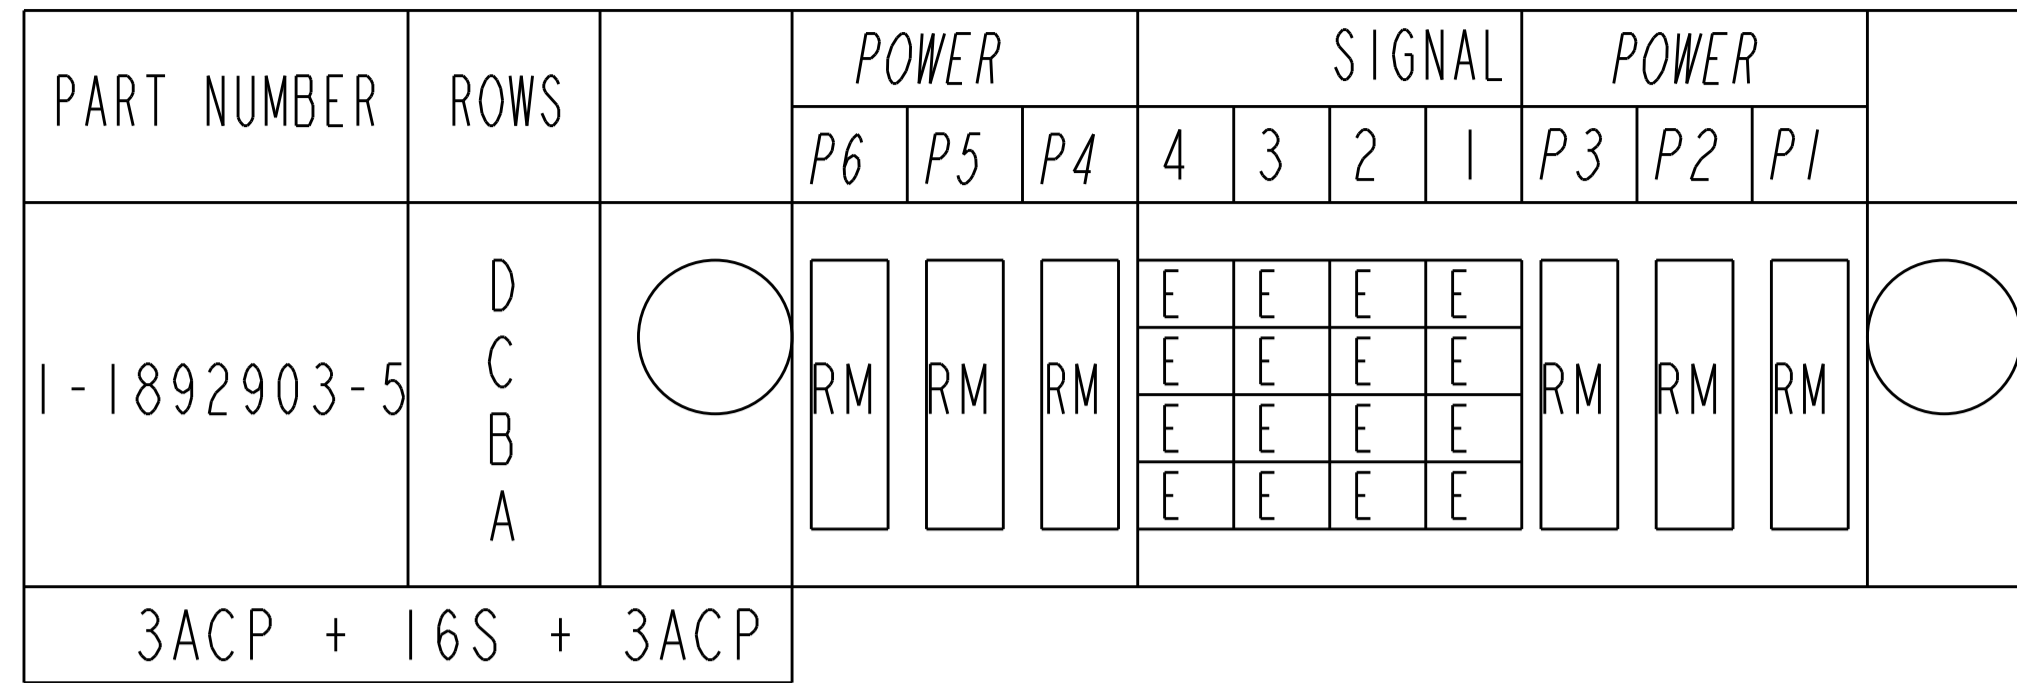 PART NUMBER ROWS POWER SIGNAL POWER
P6 P5 P4 4 3 2 1 P3 P2 P1
1-1892903-5 RM RM RM RM RM RM
D E E E E
C E E E E
B E E E E
A E E E E
3ACP + 16S + 3ACP